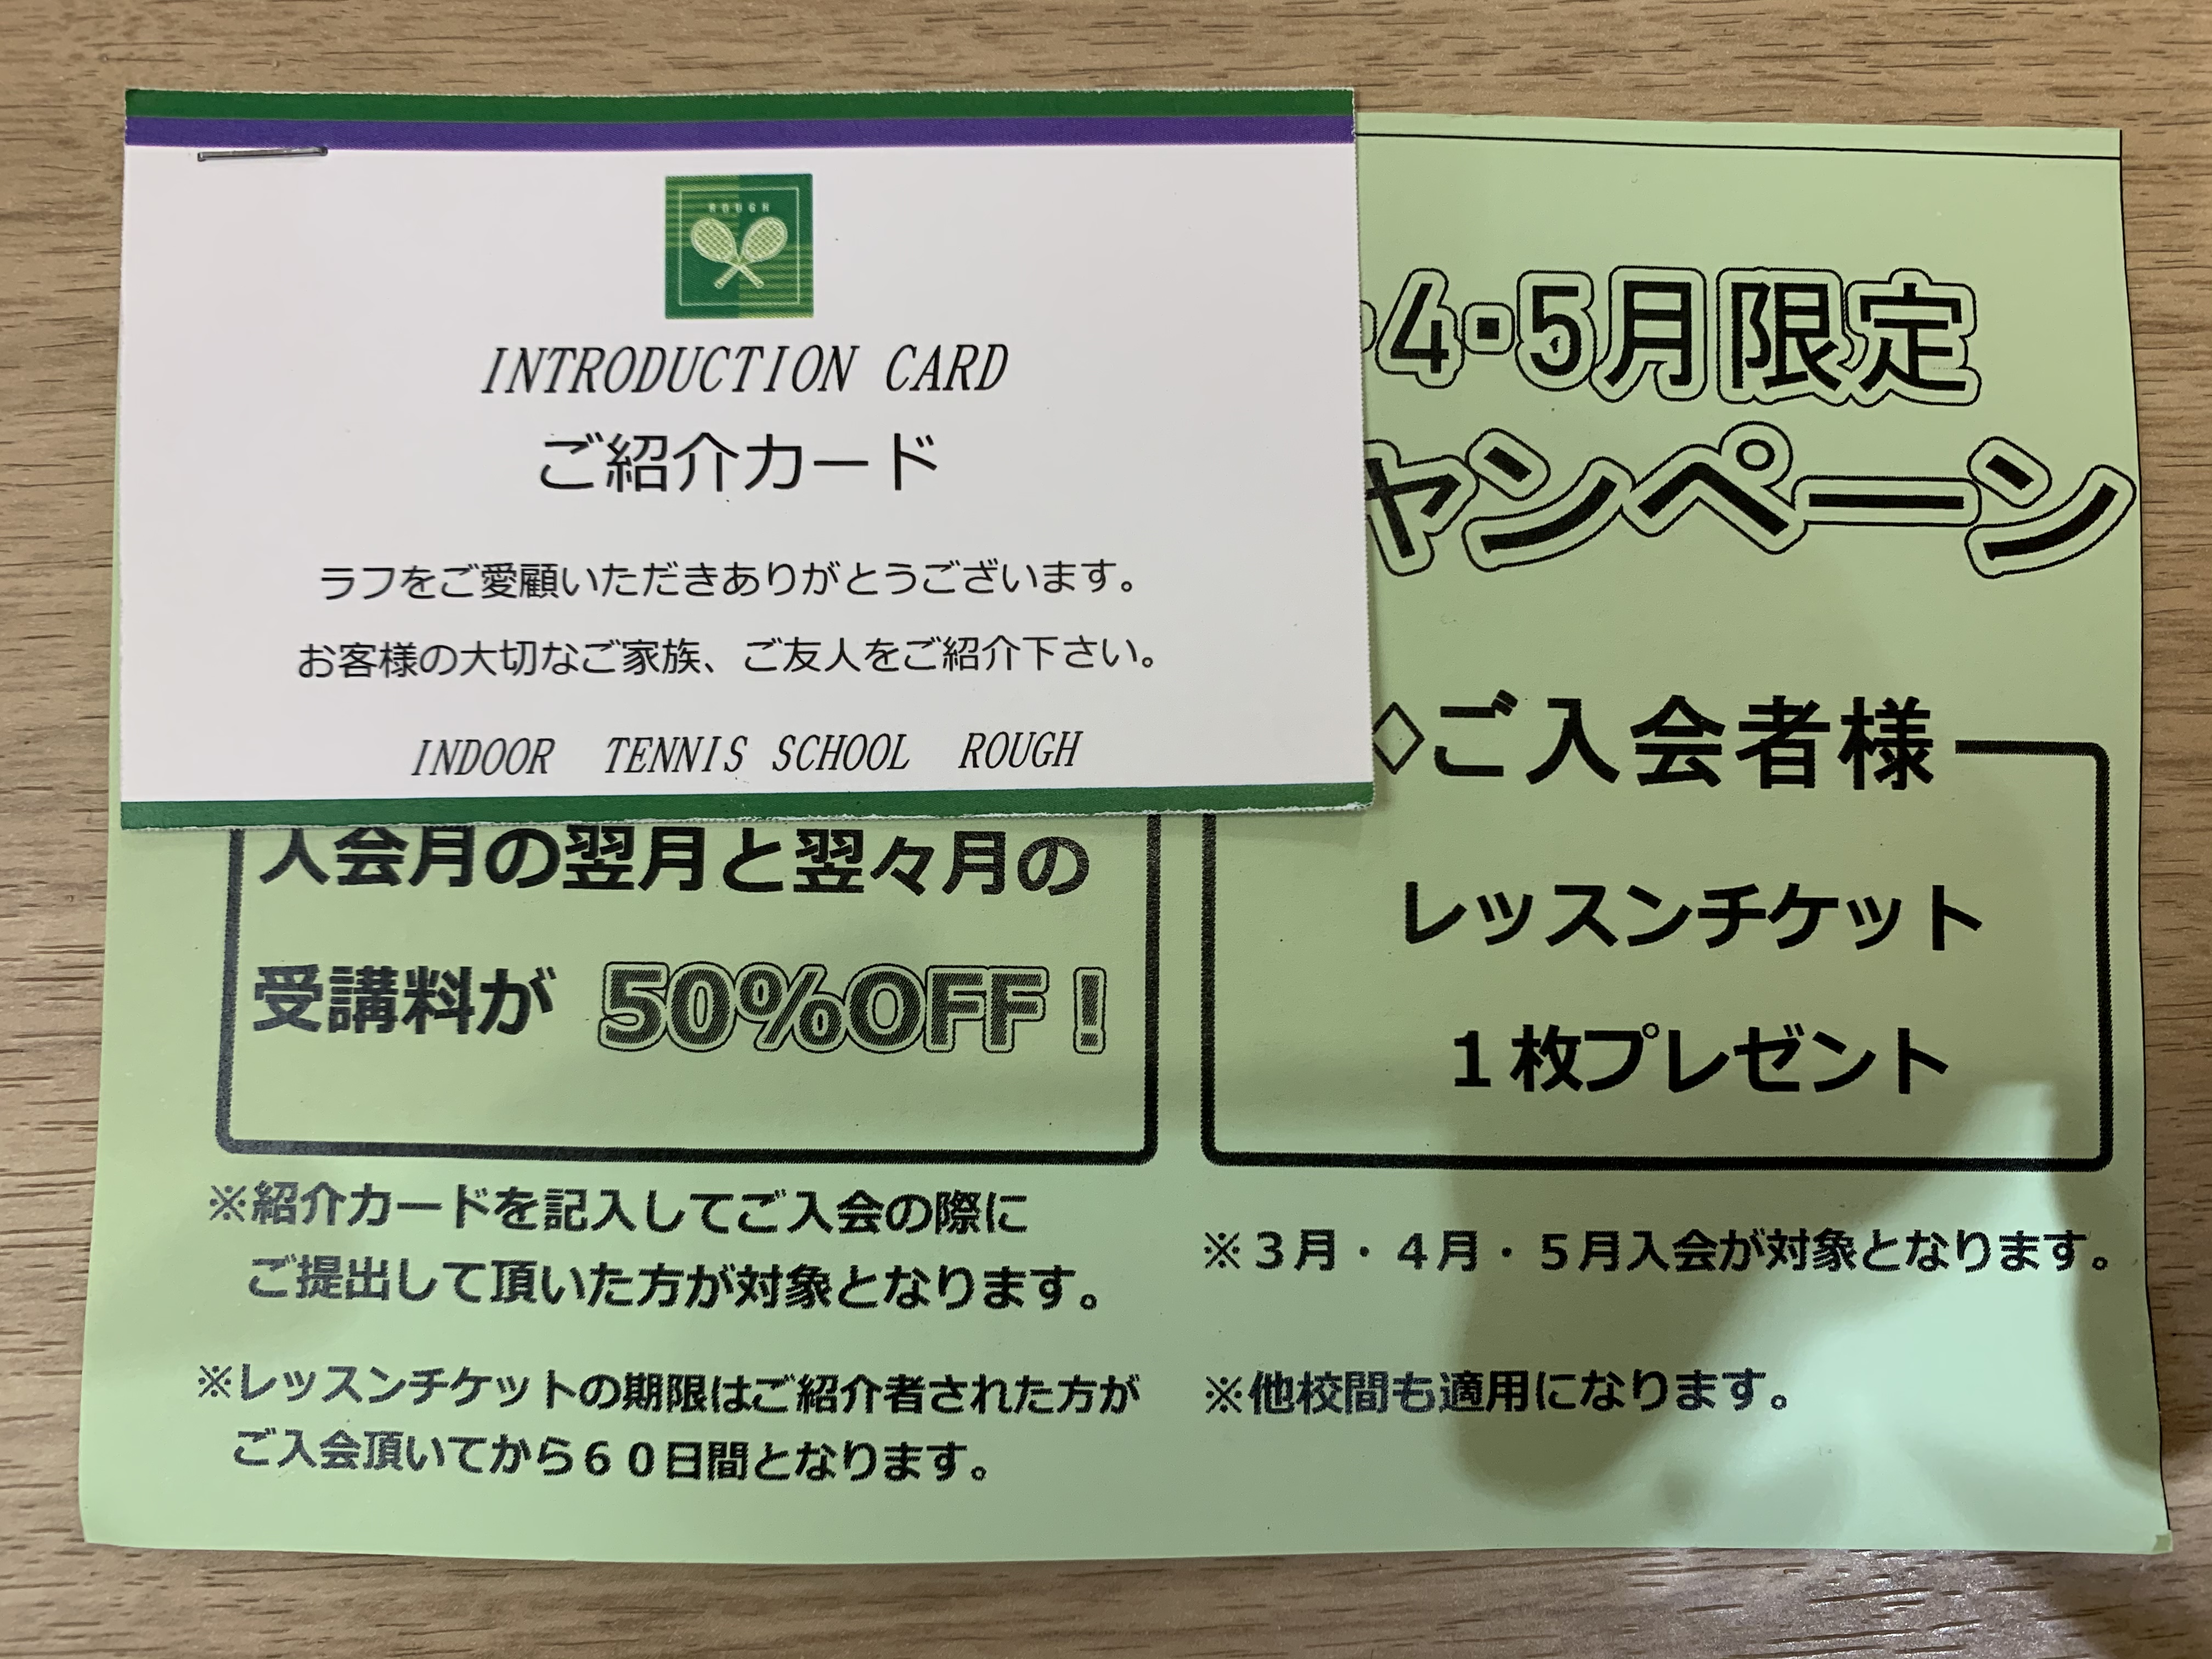 ROUGH
INTRODUCTION CARD
ご紹介カード
ラフをご愛顧いただきありがとうございます。
お客様の大切なご家族、ご友人をご紹介下さい。
INDOOR TENNIS SCHOOL ROUGH
・4・5月限定
ャンペーン
◇ご入会者様
レッスンチケット
１枚プレゼント
入会月の翌月と翌々月の
受講料が 50%OFF！
※紹介カードを記入してご入会の際に
ご提出して頂いた方が対象となります。
※レッスンチケットの期限はご紹介者された方が
ご入会頂いてから６０日間となります。
※３月・４月・５月入会が対象となります。
※他校間も適用になります。